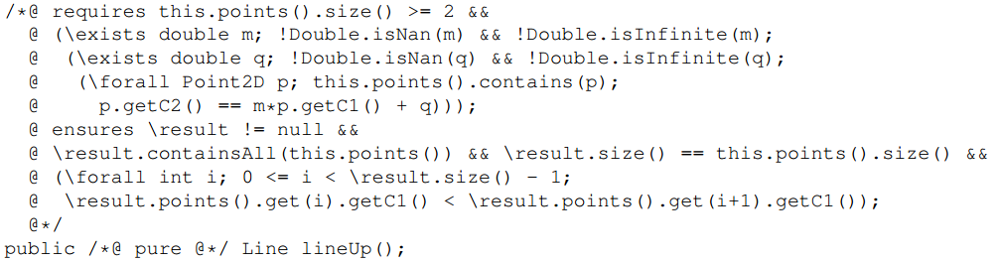 /*@ requires this.points().size() >= 2 &&
@ (\exists double m; !Double.isNan(m) && !Double.isInfinite(m);
@ (\exists double q; !Double.isNan(q) && !Double.isInfinite(q);
@ (\forall Point2D p; this.points().contains(p);
@ p.getC2() == m*p.getC1() + q)));
@ ensures \result != null &&
@ \result.containsAll(this.points()) && \result.size() == this.points().size() &&
@ (\forall int i; 0 <= i < \result.size() - 1;
@ \result.points().get(i).getC1() < \result.points().get(i+1).getC1());
@*/
public /*@ pure @*/ Line lineUp();